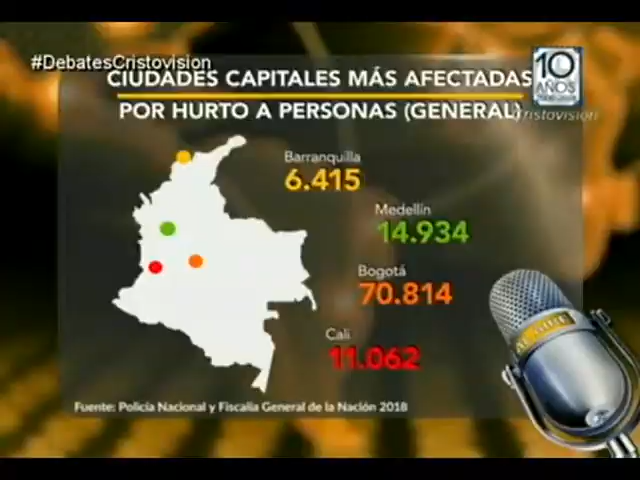 #DebatesCristovision
CIUDADES CAPITALES MÁS AFECTADAS
POR HURTO A PERSONAS (GENERAL)
10
AÑOS
cristovisión
Barranquilla
6.415
Medellín
14.934
Bogotá
70.814
Cali
11.062
Fuente: Policía Nacional y Fiscalía General de la Nación 2018